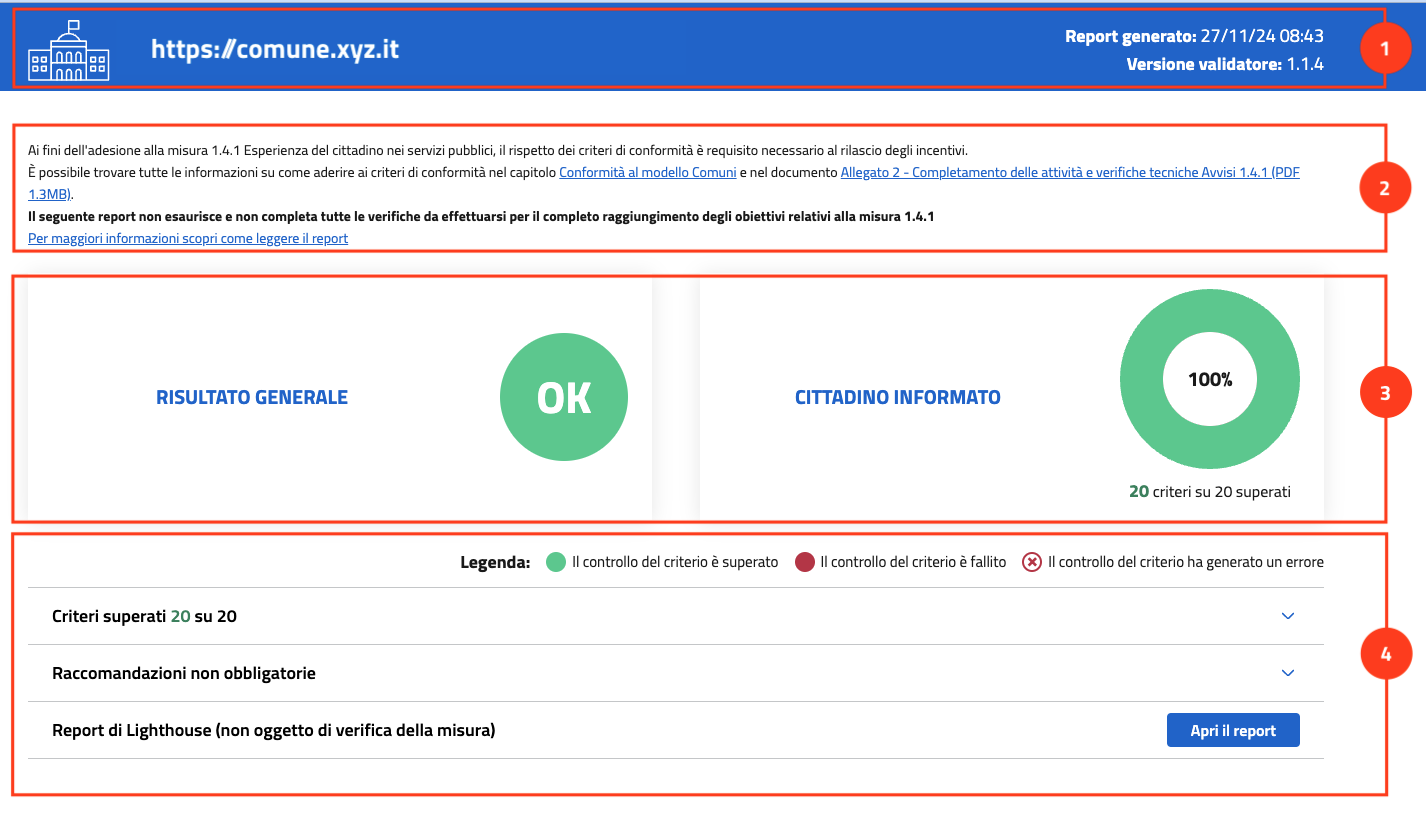 https://comune.xyz.it
Report generato: 27/11/24 08:43
Versione validatore: 1.1.4
1
Ai fini dell'adesione alla misura 1.4.1 Esperienza del cittadino nei servizi pubblici, il rispetto dei criteri di conformità è requisito necessario al rilascio degli incentivi.
È possibile trovare tutte le informazioni su come aderire ai criteri di conformità nel capitolo Conformità al modello Comuni e nel documento Allegato 2 - Completamento delle attività e verifiche tecniche Avvisi 1.4.1 (PDF
1.3MB).
Il seguente report non esaurisce e non completa tutte le verifiche da effettuarsi per il completo raggiungimento degli obiettivi relativi alla misura 1.4.1
Per maggiori informazioni scopri come leggere il report
2
RISULTATO GENERALE
OK
CITTADINO INFORMATO
100%
20 criteri su 20 superati
3
Legenda: Il controllo del criterio è superato Il controllo del criterio è fallito Il controllo del criterio ha generato un errore
Criteri superati 20 su 20
Raccomandazioni non obbligatorie
Report di Lighthouse (non oggetto di verifica della misura)
Apri il report
4